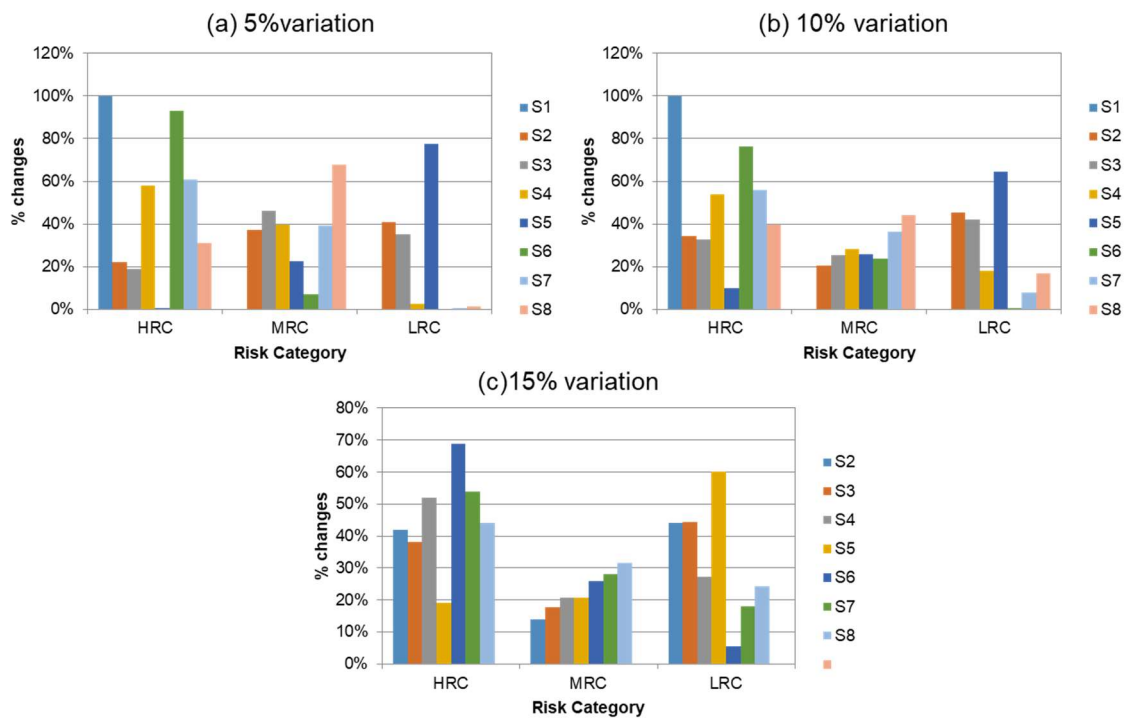 (a) 5%variation
120%
100%
80%
60%
40%
20%
0%
% changes
HRC MRC LRC
Risk Category
S1
S2
S3
S4
S5
S6
S7
S8
(b) 10% variation
120%
100%
80%
60%
40%
20%
0%
% changes
HRC MRC LRC
Risk Category
S1
S2
S3
S4
S5
S6
S7
S8
(c)15% variation
80%
70%
60%
50%
40%
30%
20%
10%
0%
% changes
HRC MRC LRC
Risk Category
S2
S3
S4
S5
S6
S7
S8